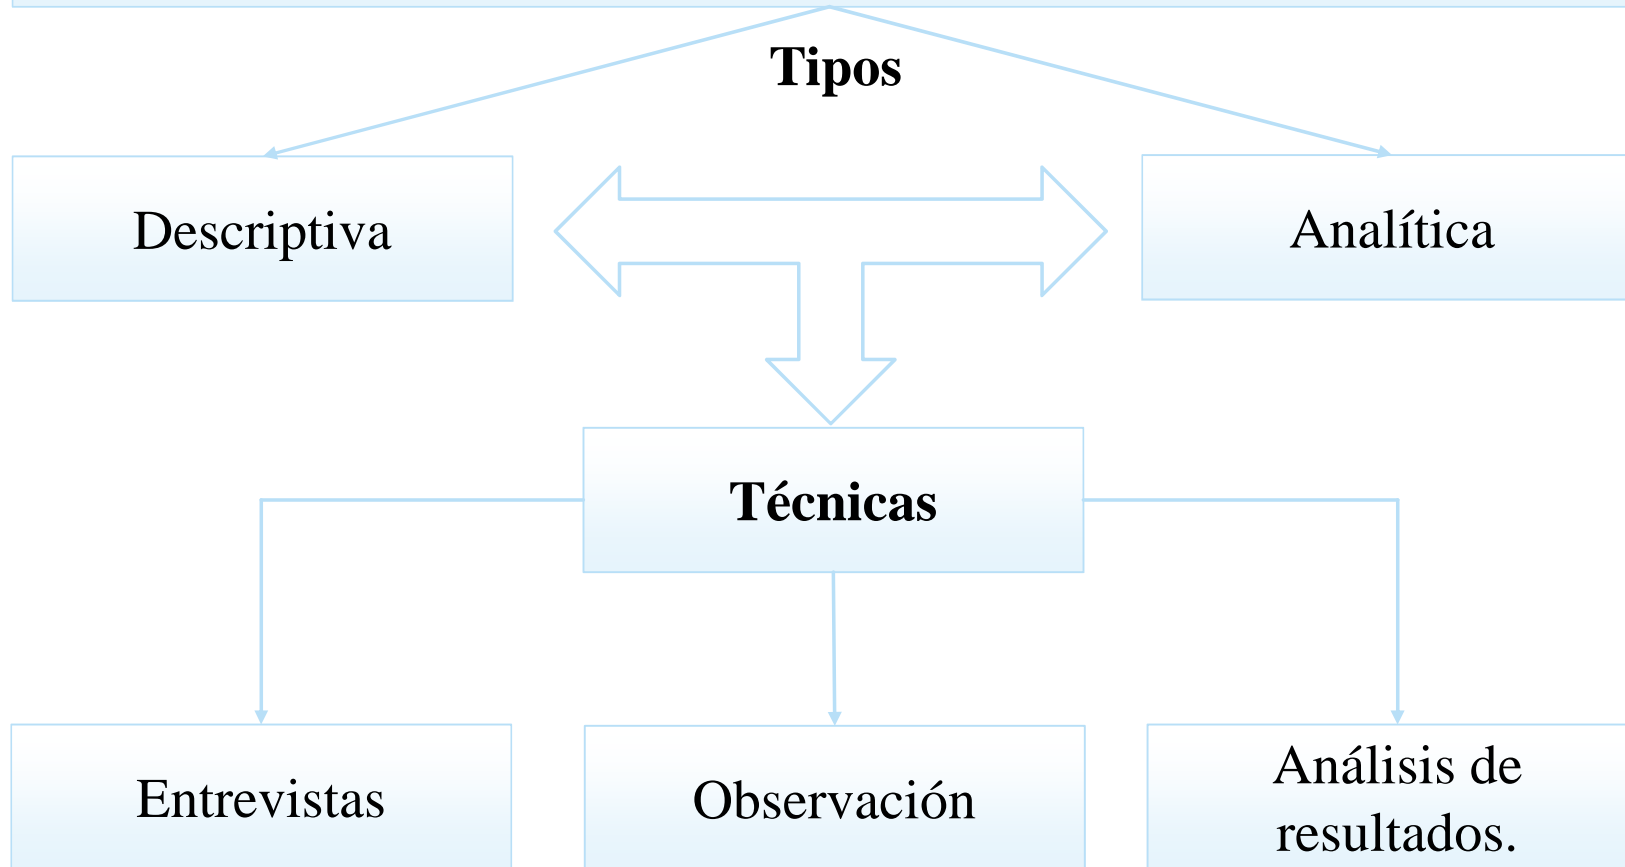 Tipos
Descriptiva
Analítica
Técnicas
Entrevistas
Observación
Análisis de
resultados.